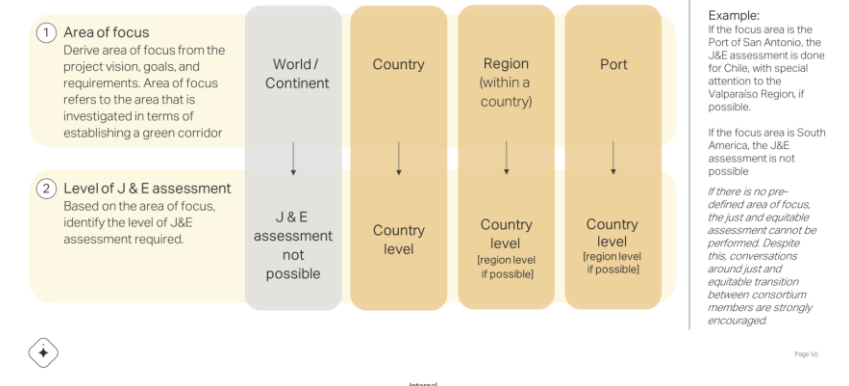 1 Area of focus
Derive area of focus from the
project vision, goals, and
requirements. Area of focus
refers to the area that is
investigated in terms of
establishing a green corridor
World /
Continent
Country
Region
(within a
country)
Port
2 Level of J & E assessment
Based on the area of focus,
identify the level of J&E
assessment required.
J & E
assessment
not
possible
Country
level
Country
level
[region level
if possible]
Country
level
[region level
if possible]
Example:
If the focus area is the
Port of San Antonio, the
J&E assessment is done
for Chile, with special
attention to the
Valparaíso Region, if
possible.
If the focus area is South
America, the J&E
assessment is not
possible
If there is no pre-
defined area of focus,
the just and equitable
assessment cannot be
performed. Despite
this, conversations
around just and
equitable transition
between consortium
members are strongly
encouraged.
Page 50
Internal